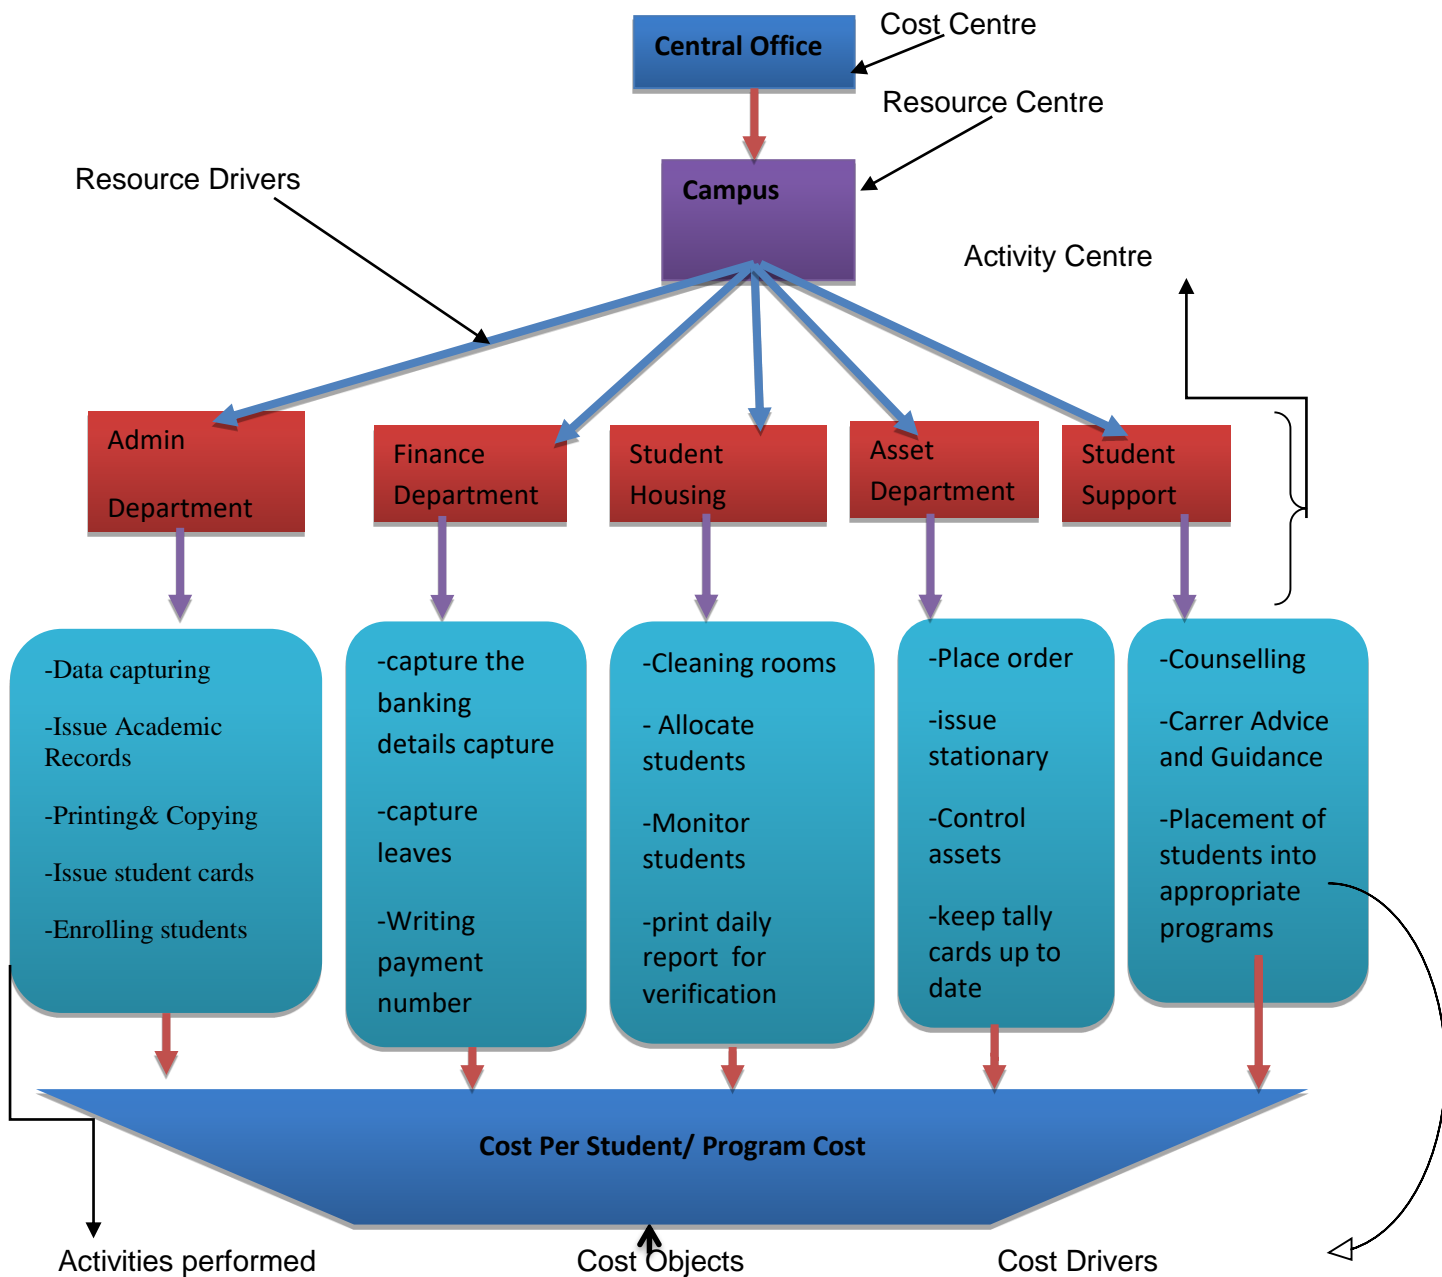 Cost Centre
Central Office
Resource Centre
Resource Drivers
Campus
Activity Centre
Admin
Department
Finance
Department
Student
Housing
Asset
Department
Student
Support
-Data capturing
-Issue Academic
Records
-Printing& Copying
-Issue student cards
-Enrolling students
-capture the
banking
details capture
-capture
leaves
-Writing
payment
number
-Cleaning rooms
- Allocate
students
-Monitor
students
-print daily
report for
verification
-Place order
-issue
stationary
-Control
assets
-keep tally
cards up to
date
-Counselling
-Carrer Advice
and Guidance
-Placement of
students into
appropriate
programs
Cost Per Student/ Program Cost
Activities performed
Cost Objects
Cost Drivers